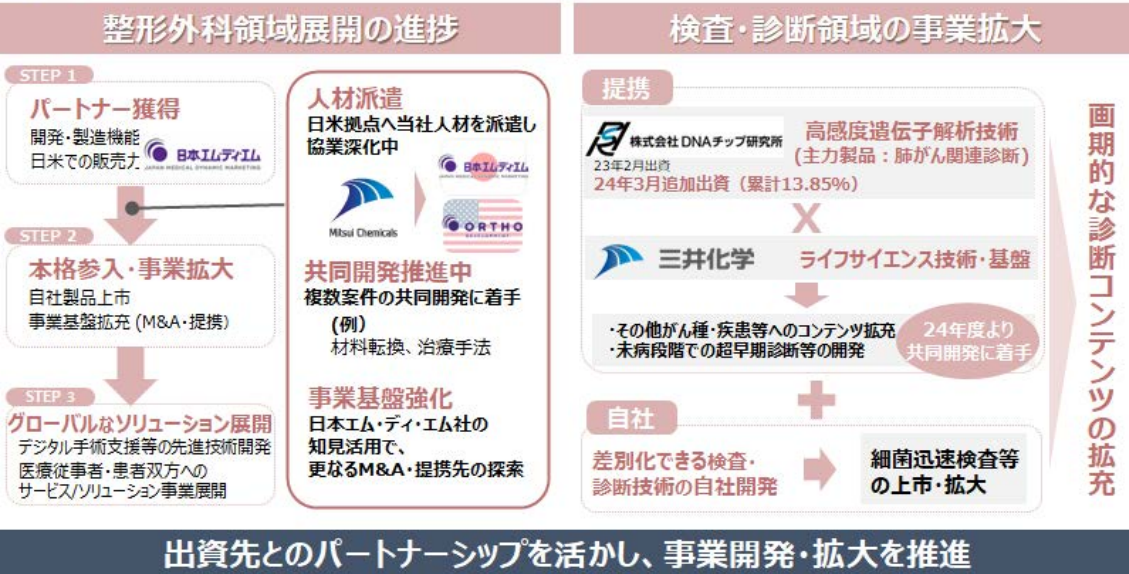 整形外科領域展開の進捗
STEP 1
パートナー獲得
開発・製造機能
日米での販売力
日本エムディエム
JAPAN MEDICAL DYNAMIC MARKETING
STEP 2
本格参入・事業拡大
自社製品上市
事業基盤拡充 (M&A・提携)
STEP 3
グローバルなソリューション展開
デジタル手術支援等の先進技術開発
医療従事者・患者双方への
サービス/ソリューション事業展開
人材派遣
日米拠点へ当社人材を派遣し
協業深化中
Mitsui Chemicals
日本エムディエム
JAPAN MEDICAL DYNAMIC MARKETING
ORTHO
DEVELOPMENT
共同開発推進中
複数案件の共同開発に着手
(例)
材料転換、治療手法
事業基盤強化
日本エム・ディ・エム社の
知見活用で、
更なるM&A・提携先の探索
検査・診断領域の事業拡大
提携
株式会社 DNAチップ研究所
23年2月出資
24年3月追加出資（累計13.85%）
高感度遺伝子解析技術
(主力製品：肺がん関連診断)
X
三井化学
ライフサイエンス技術・基盤
・その他がん種・疾患等へのコンテンツ拡充
・未病段階での超早期診断等の開発
24年度より
共同開発に着手
+
自社
差別化できる検査・
診断技術の自社開発
細菌迅速検査等
の上市・拡大
画期的な診断コンテンツの拡充
出資先とのパートナーシップを活かし、事業開発・拡大を推進